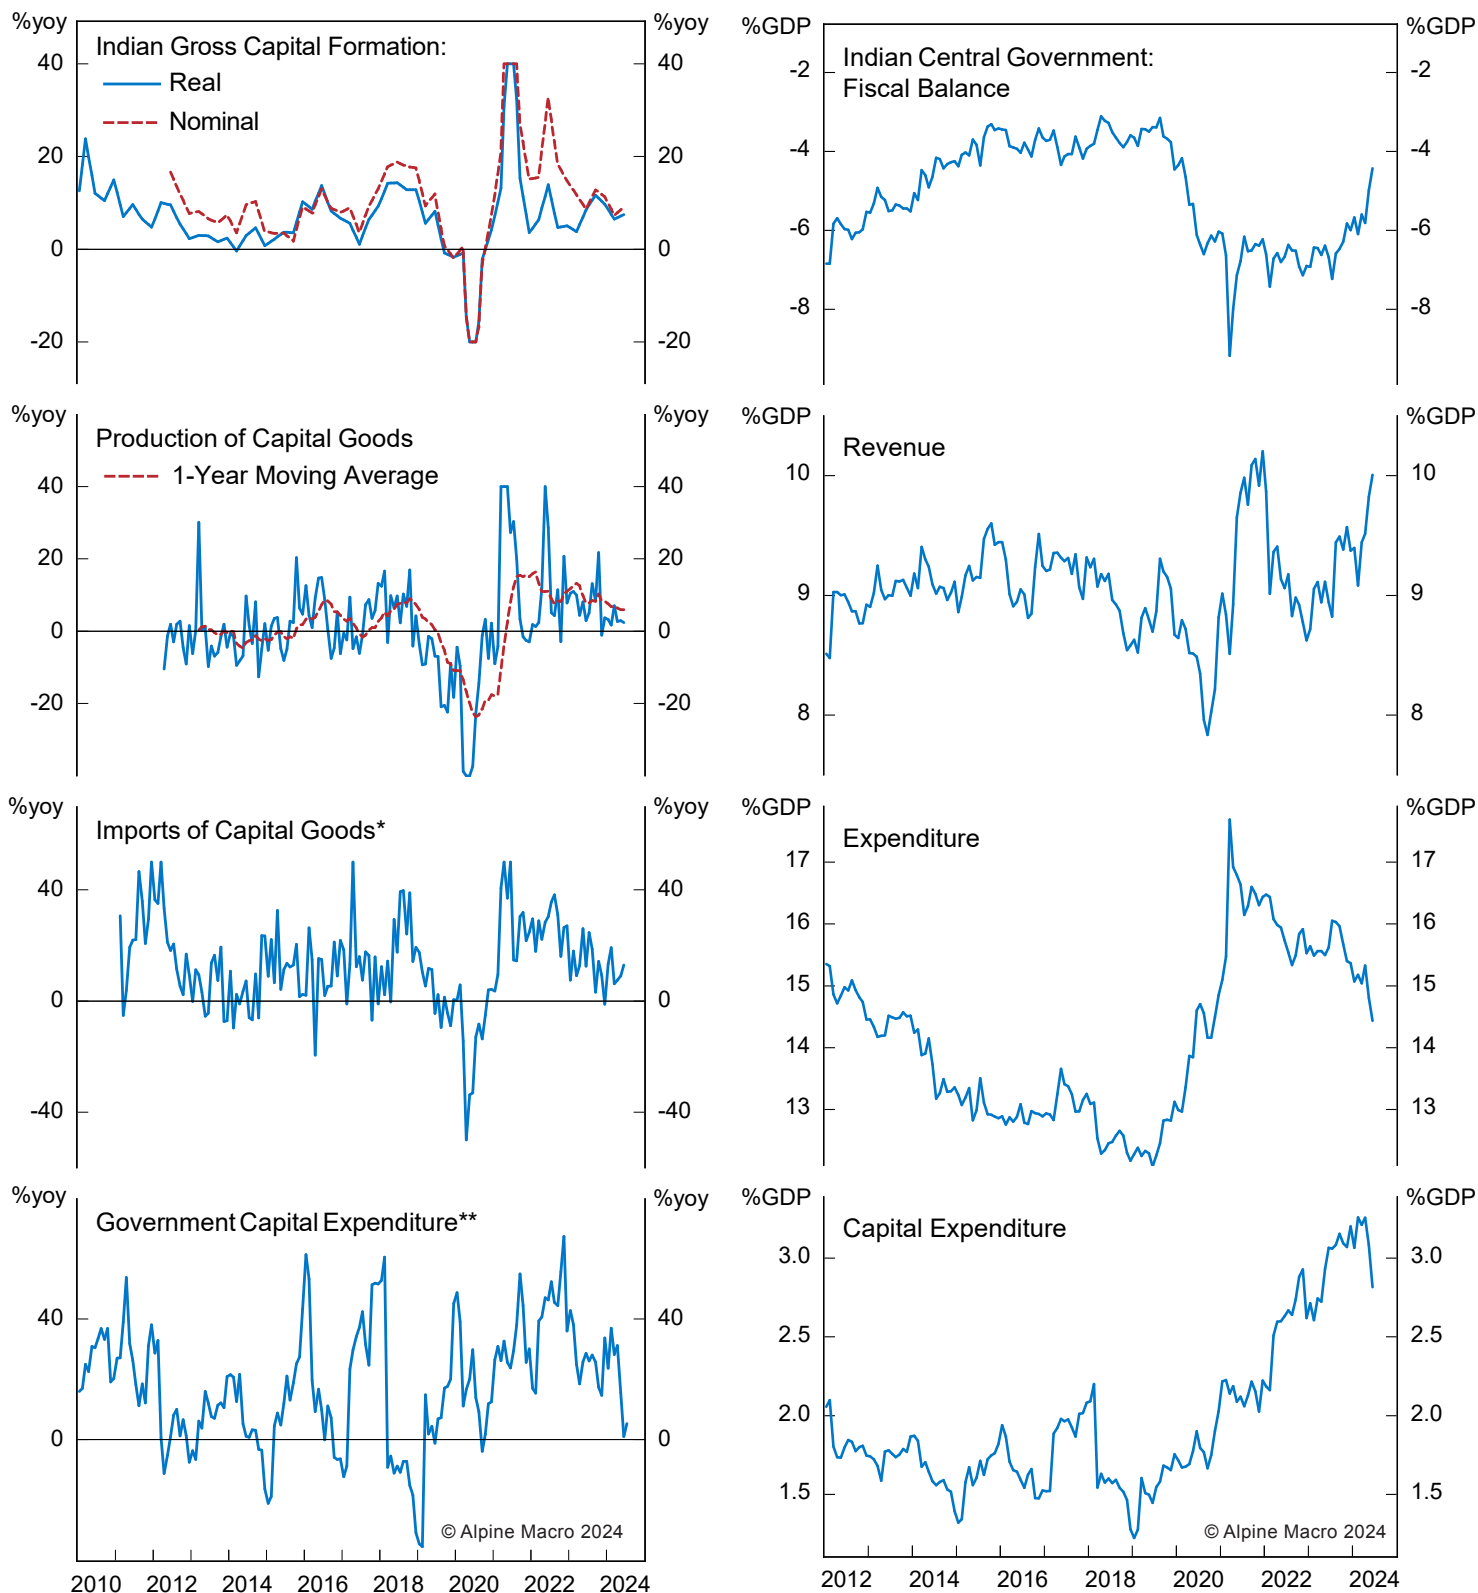 %yoy
%yoy
Indian Gross Capital Formation:
Real
Nominal
40
40
20
20
0
0
-20
-20
%yoy
%yoy
Production of Capital Goods
1-Year Moving Average
40
40
20
20
0
0
-20
-20
%yoy
%yoy
Imports of Capital Goods*
40
40
0
0
-40
-40
%yoy
%yoy
Government Capital Expenditure**
40
40
0
0
© Alpine Macro 2024
2010 2012 2014 2016 2018 2020 2022 2024
%GDP
%GDP
Indian Central Government:
Fiscal Balance
-2
-2
-4
-4
-6
-6
-8
-8
%GDP
%GDP
Revenue
10
10
9
9
8
8
%GDP
%GDP
Expenditure
17
17
16
16
15
15
14
14
13
13
%GDP
%GDP
Capital Expenditure
3.0
3.0
2.5
2.5
2.0
2.0
1.5
1.5
© Alpine Macro 2024
2012 2014 2016 2018 2020 2022 2024